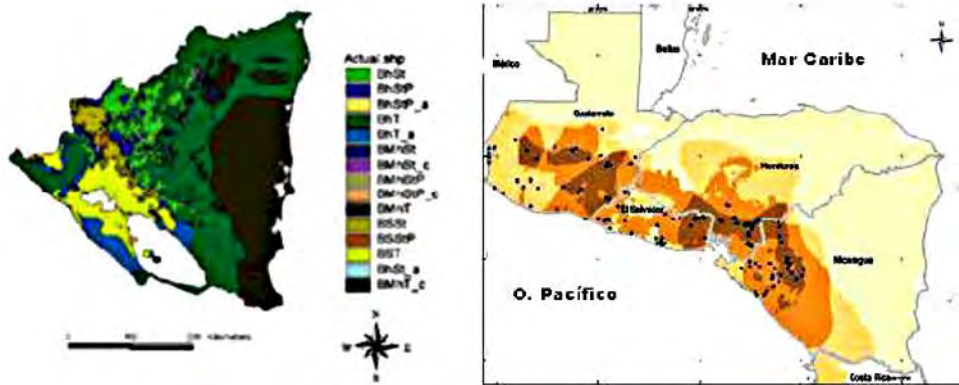 Actual.shp
BhSt
BhStP
BhStP_a
BhT
BhT_a
BMhSt
BMhSt_c
BMhStP
BMhStP_c
BMhT
BSSt
BSStP
BST
BhSt_a
BMhT_c
N
W
E
S
Mar Caribe
México
Guatemala
Honduras
El Salvador
Nicaragua
O. Pacífico
Costa Rica